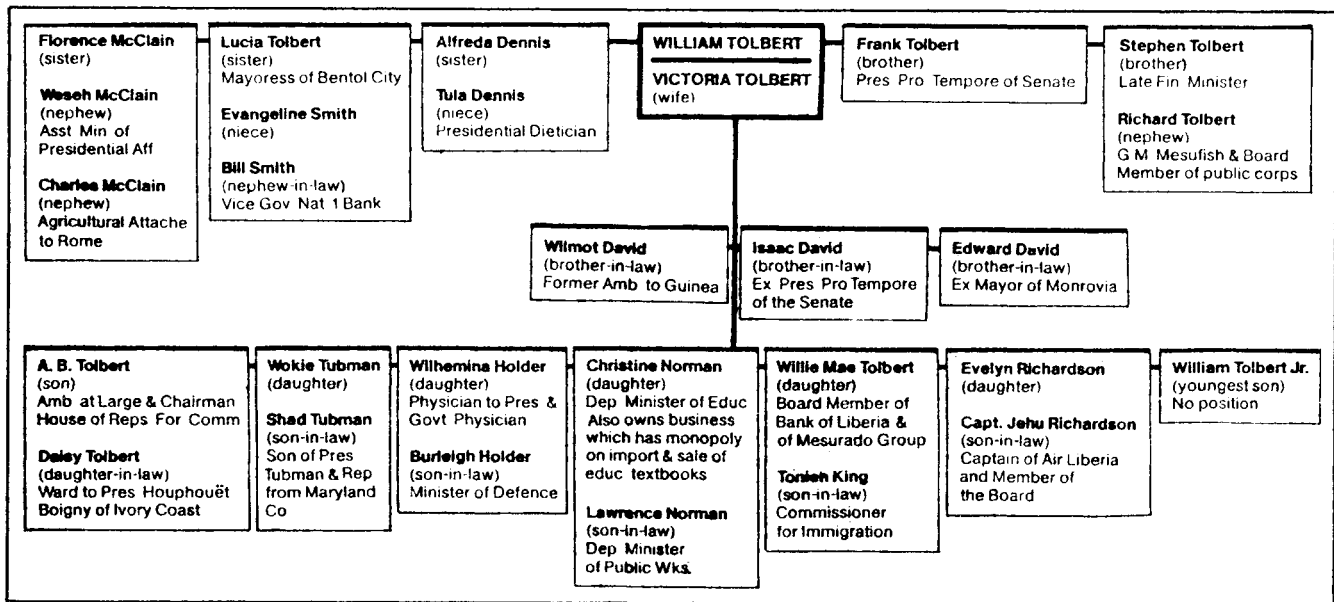 Florence McClain
(sister)
Weseh McClain
(nephew)
Asst Min of
Presidential Aff
Charles McClain
(nephew)
Agricultural Attache
to Rome
Lucia Tolbert
(sister)
Mayoress of Bentol City
Evangeline Smith
(niece)
Bill Smith
(nephew-in-law)
Vice Gov Nat 1 Bank
Alfreda Dennis
(sister)
Tula Dennis
(niece)
Presidential Dietician
WILLIAM TOLBERT
VICTORIA TOLBERT
(wife)
Frank Tolbert
(brother)
Pres Pro Tempore of Senate
Stephen Tolbert
(brother)
Late Fin Minister
Richard Tolbert
(nephew)
G M Mesufish & Board
Member of public corps
Wilmot David
(brother-in-law)
Former Amb to Guinea
Isaac David
(brother-in-law)
Ex Pres Pro Tempore
of the Senate
Edward David
(brother-in-law)
Ex Mayor of Monrovia
A. B. Tolbert
(son)
Amb at Large & Chairman
House of Reps For Comm
Daisy Tolbert
(daughter-in-law)
Ward to Pres Houphouët
Boigny of Ivory Coast
Wokie Tubman
(daughter)
Shad Tubman
(son-in-law)
Son of Pres
Tubman & Rep
from Maryland
Co
Wilhemina Holder
(daughter)
Physician to Pres &
Govt Physician
Burleigh Holder
(son-in-law)
Minister of Defence
Christine Norman
(daughter)
Dep Minister of Educ
Also owns business
which has monopoly
on import & sale of
educ textbooks
Lawrence Norman
(son-in-law)
Dep Minister
of Public Wks.
Willie Mae Tolbert
(daughter)
Board Member of
Bank of Liberia &
of Mesurado Group
Tonieh King
(son-in-law)
Commissioner
for Immigration
Evelyn Richardson
(daughter)
Capt. Jehu Richardson
(son-in-law)
Captain of Air Liberia
and Member of
the Board
William Tolbert Jr.
(youngest son)
No position